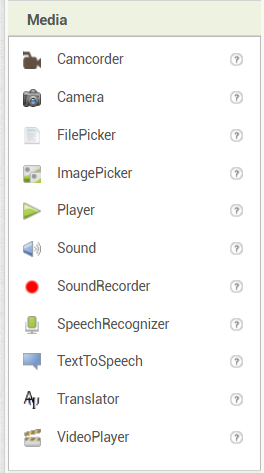 Media
Camcorder ?
Camera ?
FilePicker ?
ImagePicker ?
Player ?
Sound ?
SoundRecorder ?
SpeechRecognizer ?
TextToSpeech ?
Translator ?
VideoPlayer ?